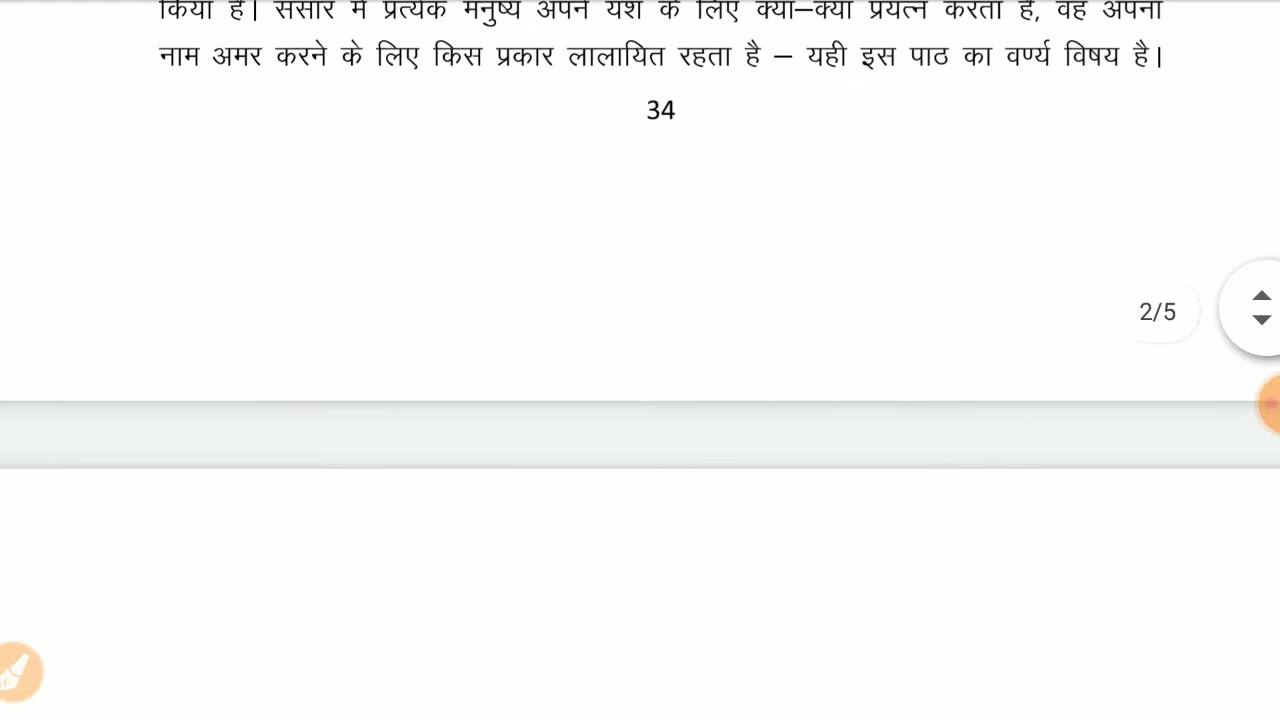 किया है। संसार में प्रत्येक मनुष्य अपने यश के लिए क्या–क्या प्रयत्न करता है, वह अपना
नाम अमर करने के लिए किस प्रकार लालायित रहता है – यही इस पाठ का वर्ण्य विषय है।
34
2/5